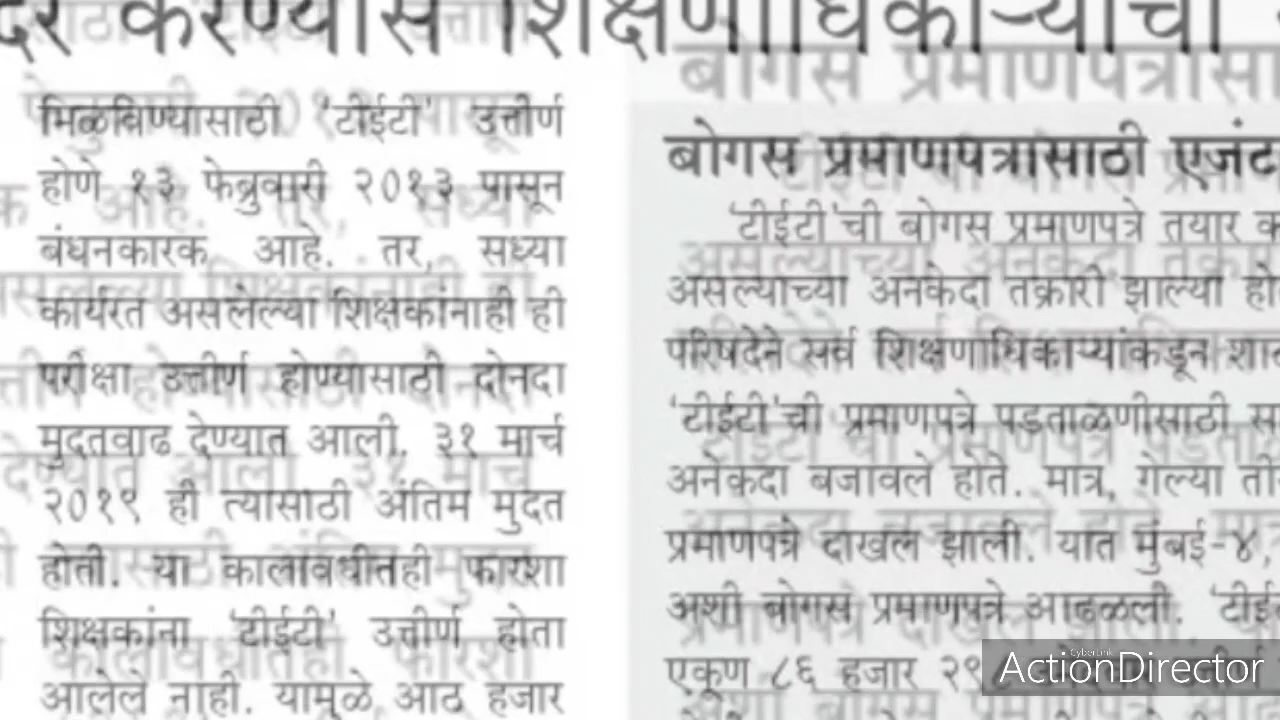 करण्यास शिक्षणाधिकाऱ्यांचा
मिळविण्यासाठी 'टीईटी' उत्तीर्ण
होणे १३ फेब्रुवारी २०१३ पासून
बंधनकारक आहे. तर, सध्या
कार्यरत असलेल्या शिक्षकांनाही ही
परीक्षा उत्तीर्ण होण्यासाठी दोनदा
मुदतवाढ देण्यात आली. ३१ मार्च
२०१९ ही त्यासाठी अंतिम मुदत
होती. या कालावधीतही फारशा
शिक्षकांना 'टीईटी' उत्तीर्ण होता
आलेले नाही. यामुळे आठ हजार
बोगस प्रमाणपत्रासाठी एजंट
'टीईटी'ची बोगस प्रमाणपत्रे तयार
असल्याच्या अनकेदा तक्रारी झाल्या
परिषदेने सर्व शिक्षणाधिकाऱ्यांकडून
'टीईटी'ची प्रमाणपत्रे पडताळणीसाठी
अनेकदा बजावले होते. मात्र, गेल्या
प्रमाणपत्रे दाखल झाली. यात मुंबई-४,
अशी बोगस प्रमाणपत्रे आढळली.
एकूण ८६ हजार
CyberLink
ActionDirector